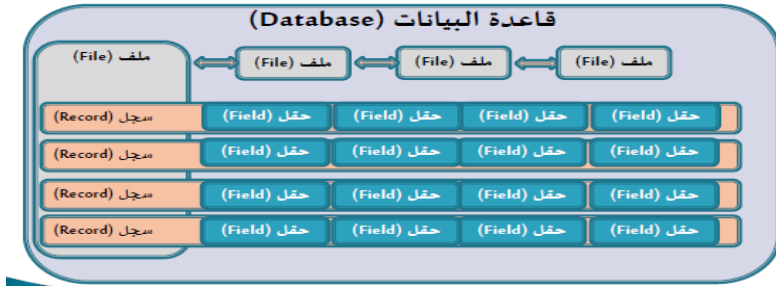 قاعدة البيانات (Database)
ملف (File) ملف (File) ملف (File) ملف (File)
سجل (Record) حقل (Field) حقل (Field) حقل (Field) حقل (Field)
سجل (Record) حقل (Field) حقل (Field) حقل (Field) حقل (Field)
سجل (Record) حقل (Field) حقل (Field) حقل (Field) حقل (Field)
سجل (Record) حقل (Field) حقل (Field) حقل (Field) حقل (Field)